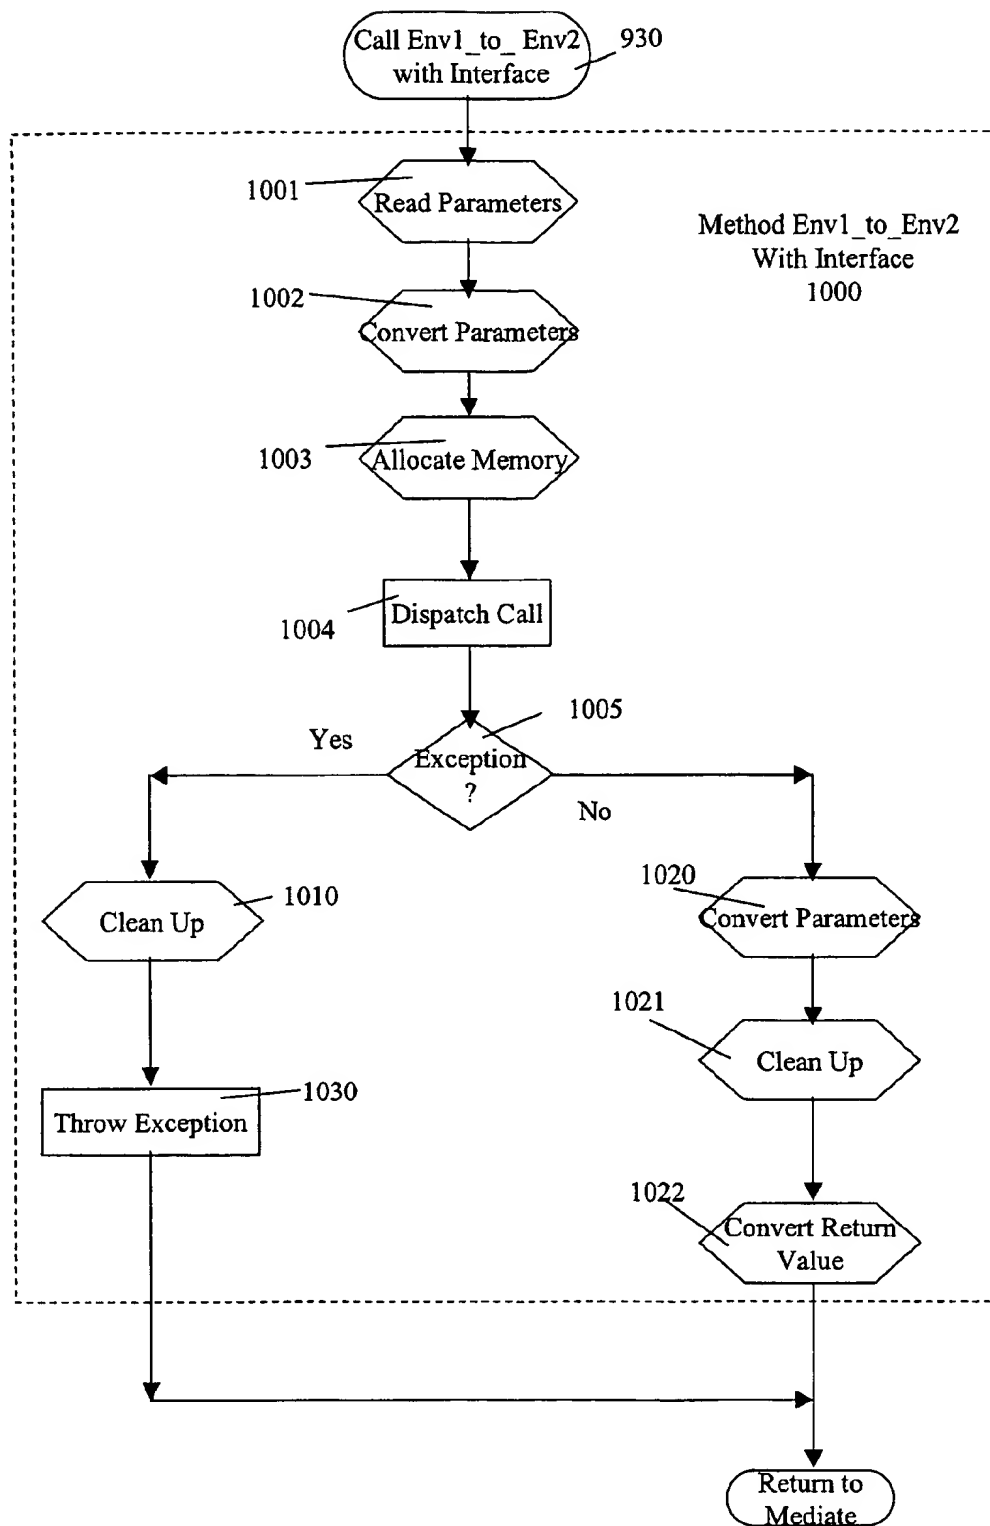 Call Env1_to_ Env2
with Interface
930
1001
Read Parameters
Method Env1_to_Env2
With Interface
1000
1002
Convert Parameters
1003
Allocate Memory
1004
Dispatch Call
1005
Yes
Exception
?
No
1010
Clean Up
1020
Convert Parameters
1021
Clean Up
1030
Throw Exception
1022
Convert Return
Value
Return to
Mediate